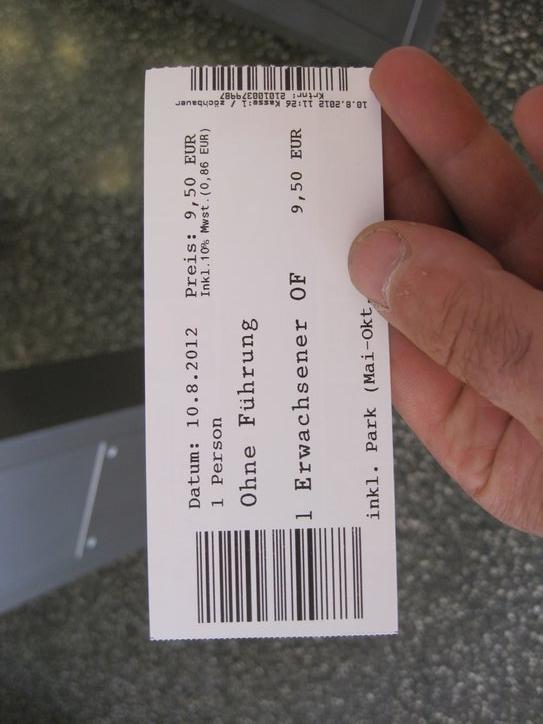 Datum: 10.8.2012 Preis: 9,50 EUR
1 Person Inkl.10% Mwst.(0,86 EUR)
Ohne Führung
1 Erwachsener OF 9,50 EUR
inkl. Park (Mai-Okt
10.8.2012 11:26 Kasse:1 / zöchbauer
Krtnr: 210100379987